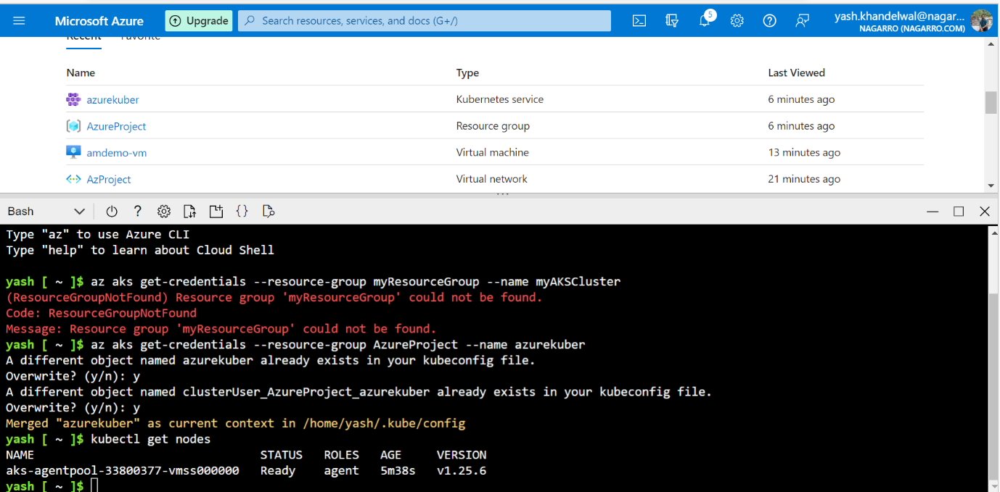 Microsoft Azure
Upgrade
Search resources, services, and docs (G+/)
5
yash.khandelwal@nagar...
NAGARRO (NAGARRO.COM)
Recent Favorite
Name Type Last Viewed
azurekuber Kubernetes service 6 minutes ago
AzureProject Resource group 6 minutes ago
amdemo-vm Virtual machine 13 minutes ago
AzProject Virtual network 21 minutes ago
Bash
Type "az" to use Azure CLI
Type "help" to learn about Cloud Shell
yash [ ~ ]$ az aks get-credentials --resource-group myResourceGroup --name myAKSCluster
(ResourceGroupNotFound) Resource group 'myResourceGroup' could not be found.
Code: ResourceGroupNotFound
Message: Resource group 'myResourceGroup' could not be found.
yash [ ~ ]$ az aks get-credentials --resource-group AzureProject --name azurekuber
A different object named azurekuber already exists in your kubeconfig file.
Overwrite? (y/n): y
A different object named clusterUser_AzureProject_azurekuber already exists in your kubeconfig file.
Overwrite? (y/n): y
Merged "azurekuber" as current context in /home/yash/.kube/config
yash [ ~ ]$ kubectl get nodes
NAME STATUS ROLES AGE VERSION
aks-agentpool-33800377-vmss000000 Ready agent 5m38s v1.25.6
yash [ ~ ]$